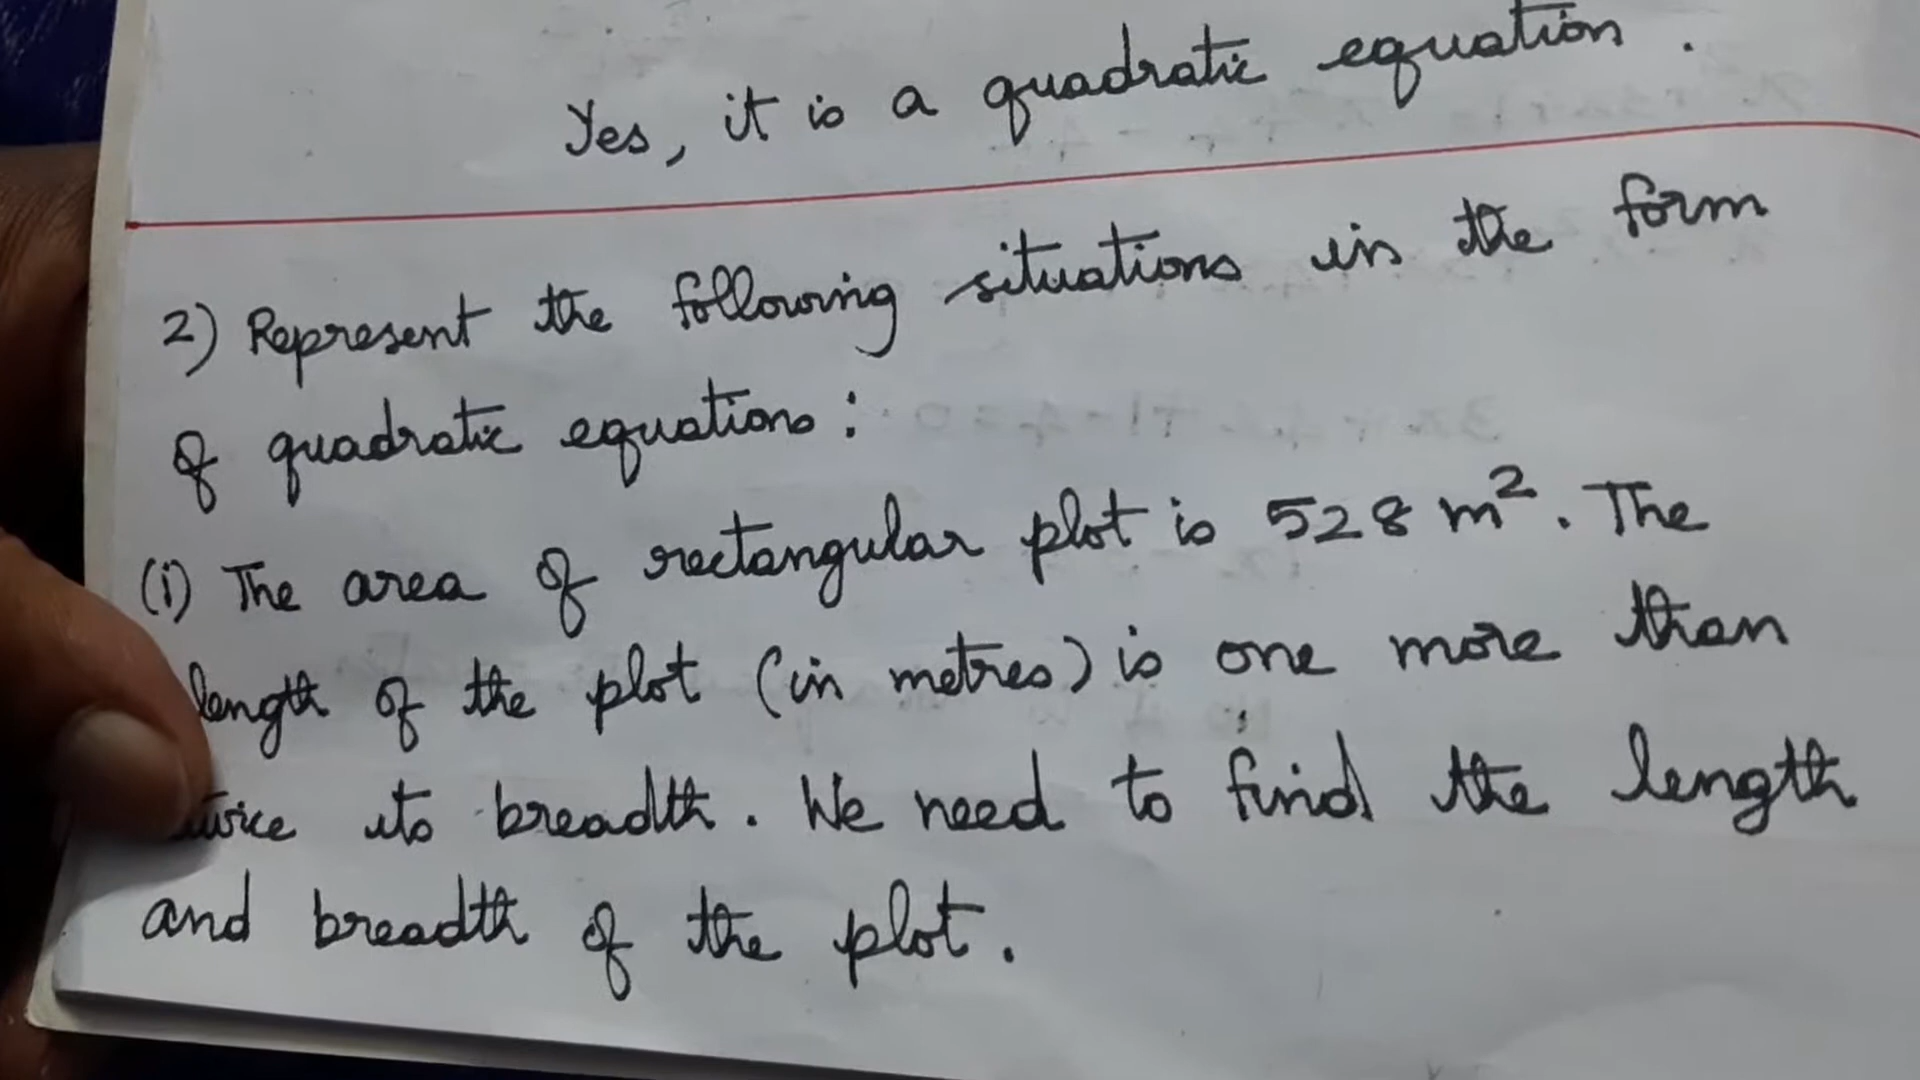 Yes, it is a quadratic equation.
2) Represent the following situations in the form
of quadratic equations:
(i) The area of rectangular plot is 528 m². The
length of the plot (in metres) is one more than
twice its breadth. We need to find the length
and breadth of the plot.